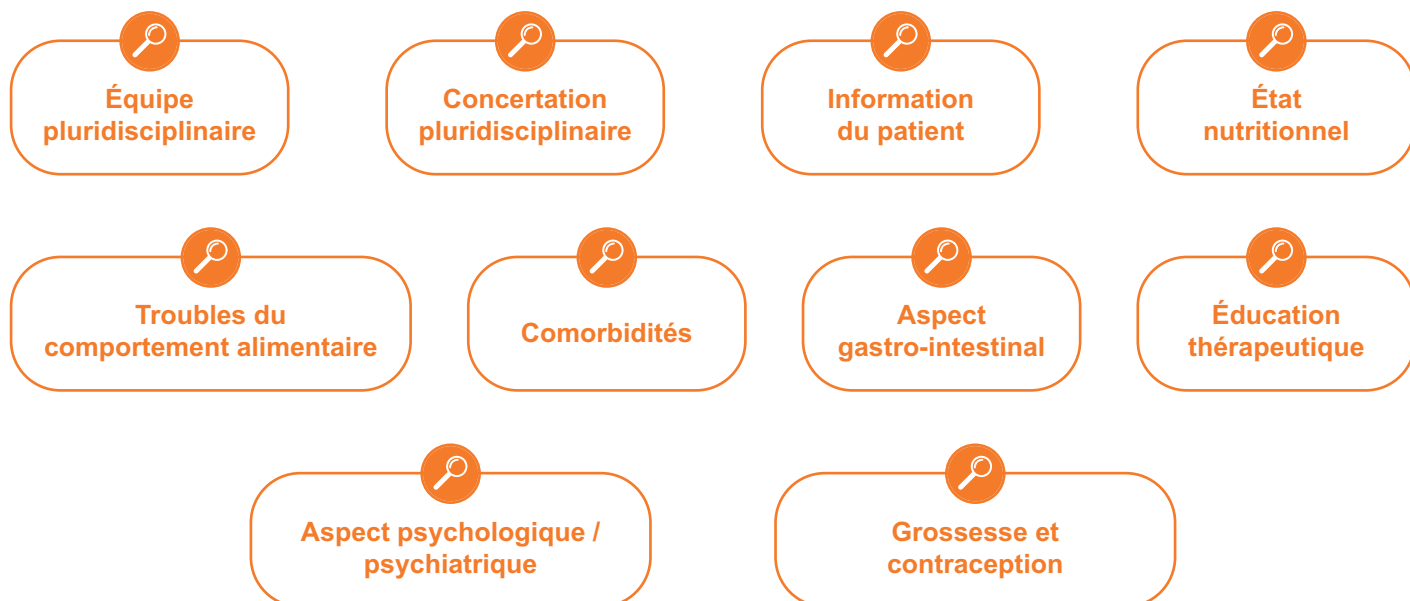 Équipe
pluridisciplinaire
Concertation
pluridisciplinaire
Information
du patient
État
nutritionnel
Troubles du
comportement alimentaire
Comorbidités
Aspect
gastro-intestinal
Éducation
thérapeutique
Aspect psychologique /
psychiatrique
Grossesse et
contraception